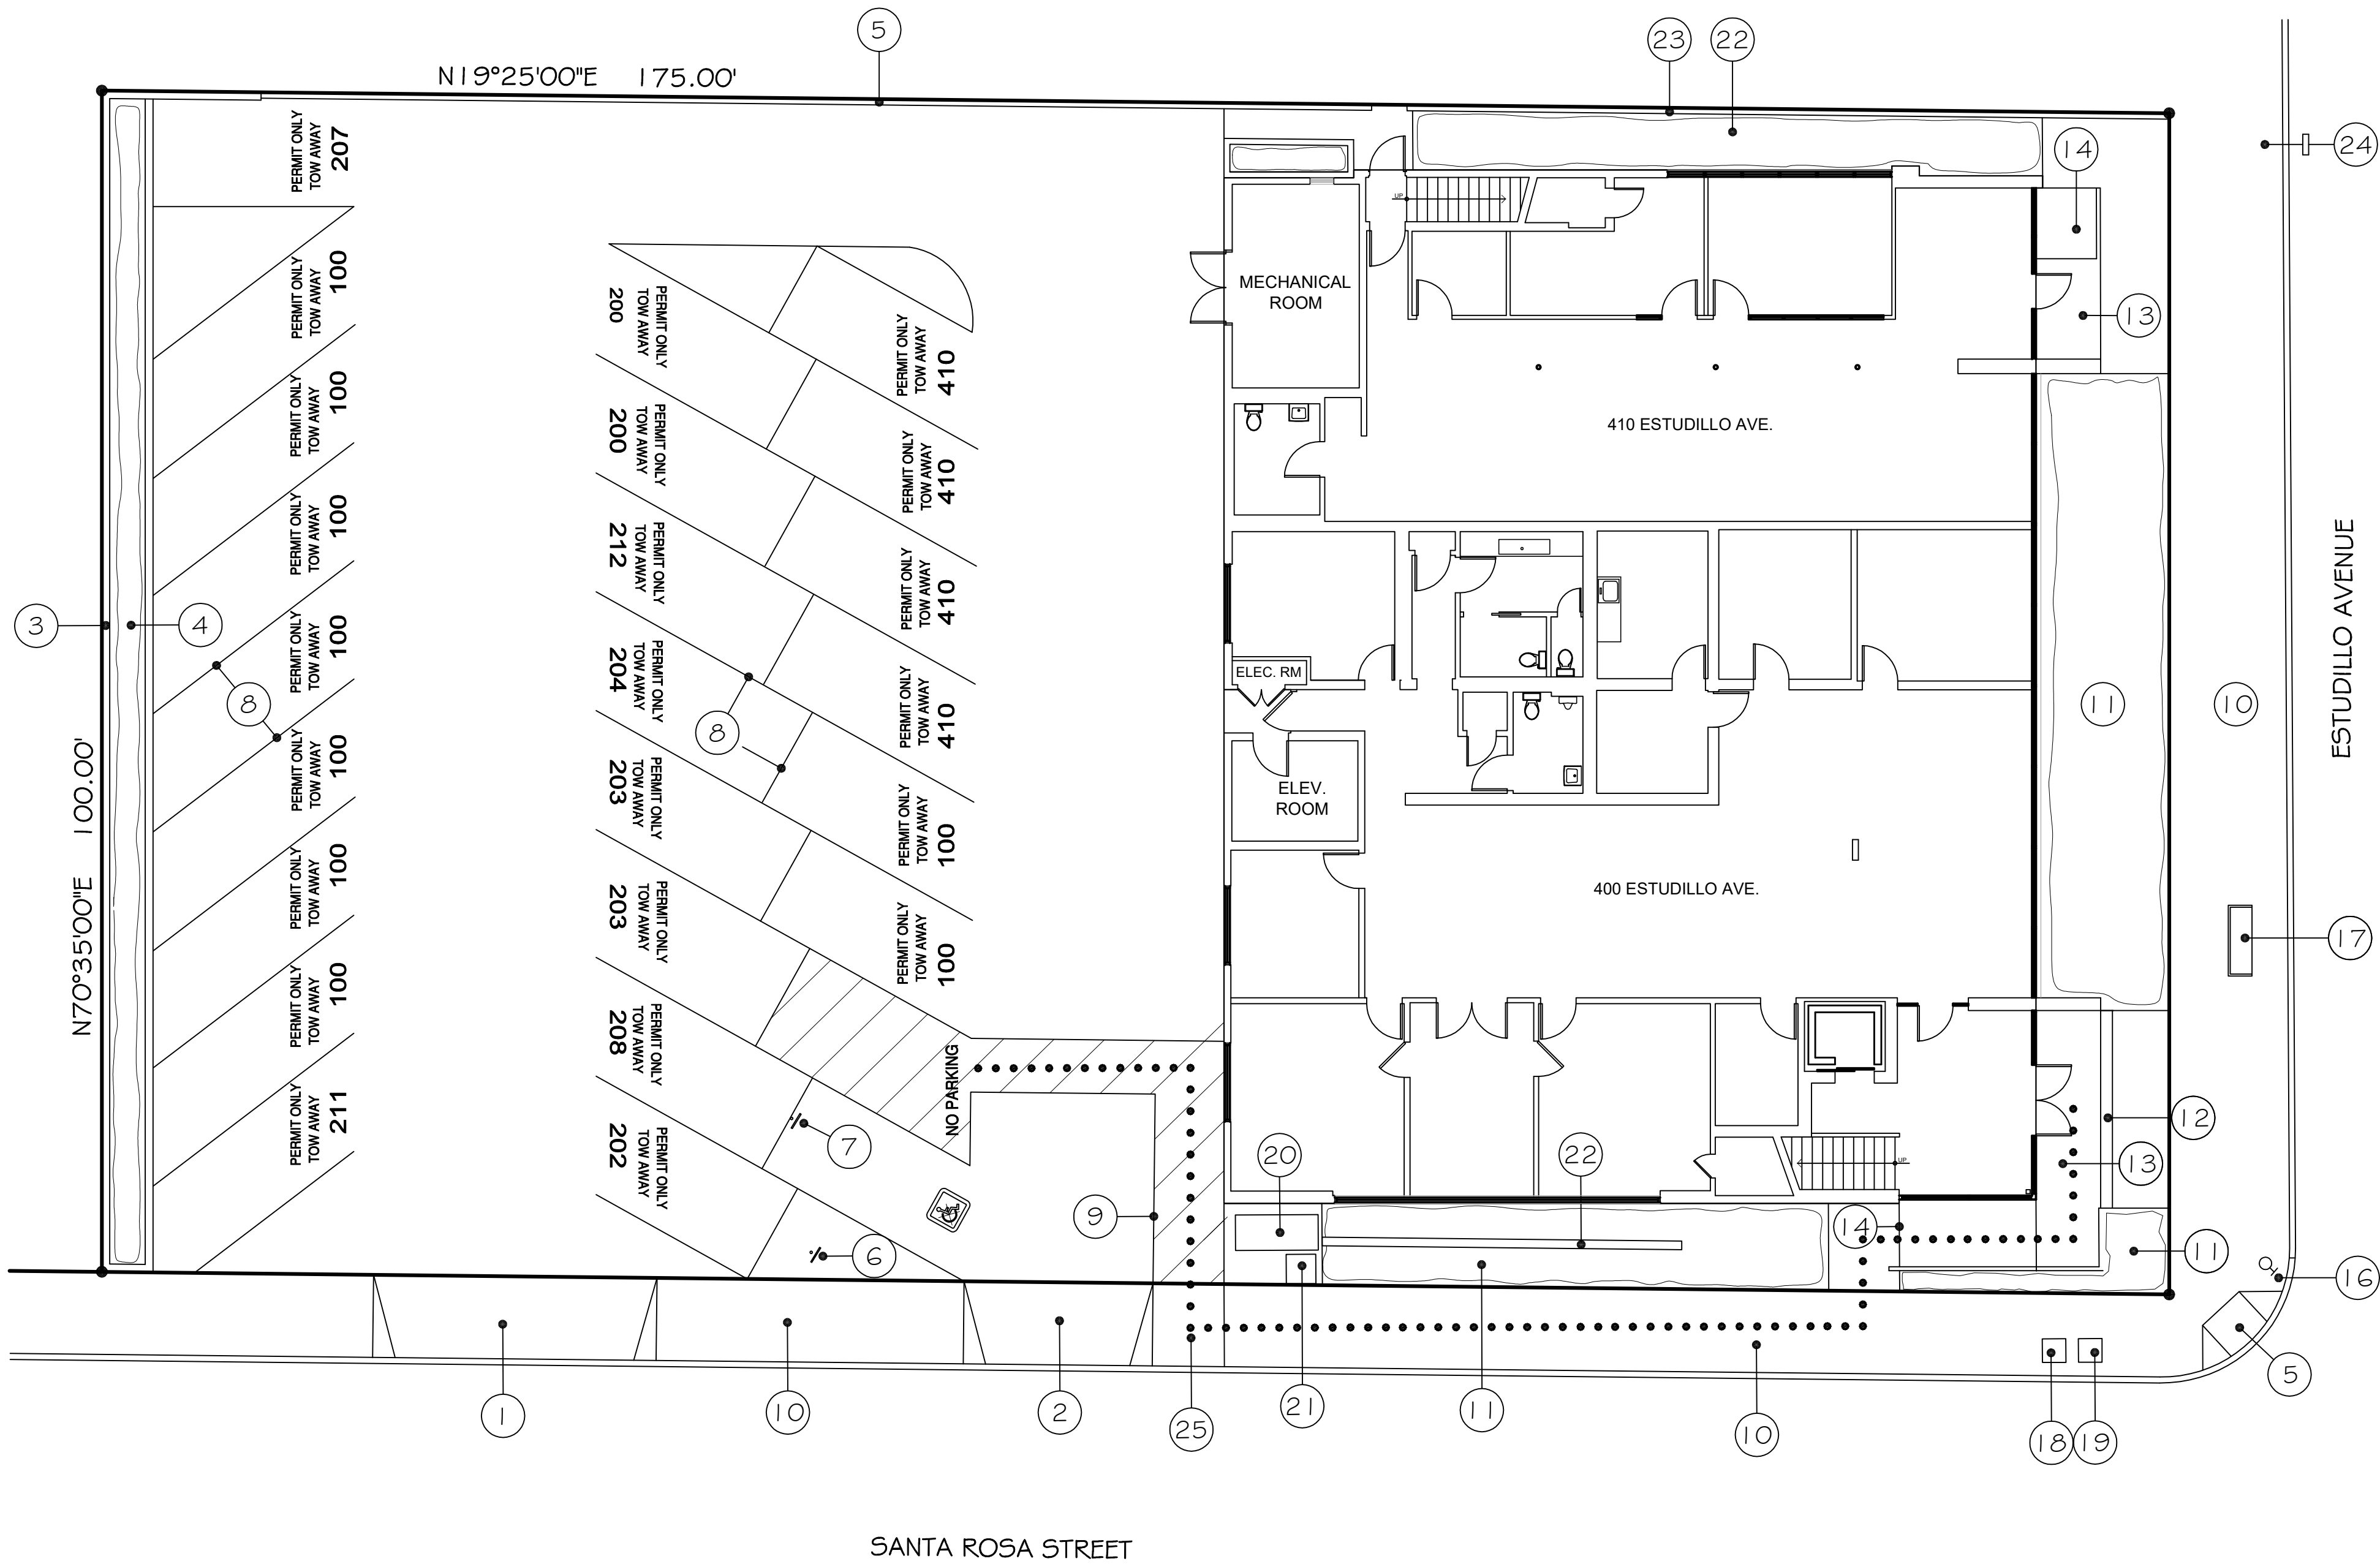 5
23
22
N19°25'00"E 175.00'
24
14
13
PERMIT ONLY
TOW AWAY
207
PERMIT ONLY
TOW AWAY
100
PERMIT ONLY
TOW AWAY
100
PERMIT ONLY
TOW AWAY
100
PERMIT ONLY
TOW AWAY
100
PERMIT ONLY
TOW AWAY
100
PERMIT ONLY
TOW AWAY
100
PERMIT ONLY
TOW AWAY
100
PERMIT ONLY
TOW AWAY
211
3
4
8
N70°35'00"E 100.00'
PERMIT ONLY
TOW AWAY
200
PERMIT ONLY
TOW AWAY
200
PERMIT ONLY
TOW AWAY
212
PERMIT ONLY
TOW AWAY
204
PERMIT ONLY
TOW AWAY
203
PERMIT ONLY
TOW AWAY
203
PERMIT ONLY
TOW AWAY
208
PERMIT ONLY
TOW AWAY
202
8
PERMIT ONLY
TOW AWAY
410
PERMIT ONLY
TOW AWAY
410
PERMIT ONLY
TOW AWAY
410
PERMIT ONLY
TOW AWAY
410
PERMIT ONLY
TOW AWAY
100
PERMIT ONLY
TOW AWAY
100
NO PARKING
7
6
9
MECHANICAL
ROOM
UP
410 ESTUDILLO AVE.
ELEC. RM
ELEV.
ROOM
400 ESTUDILLO AVE.
UP
11
10
ESTUDILLO AVENUE
17
12
13
20
22
14
11
16
5
1
10
2
25
21
11
10
18
19
SANTA ROSA STREET